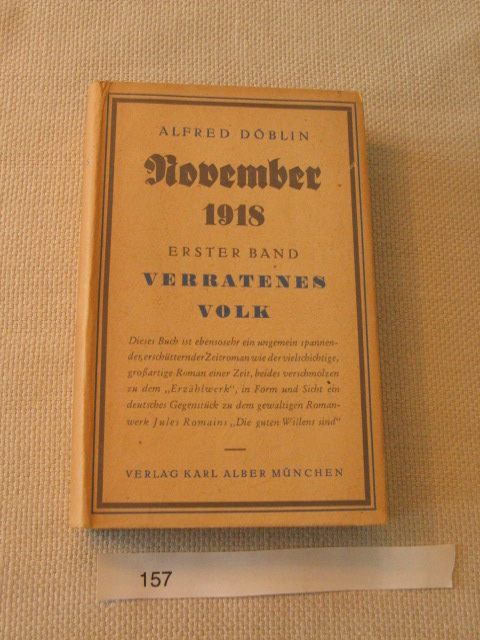 ALFRED DÖBLIN
November
1918
ERSTER BAND
VERRATENES
VOLK
Dieses Buch ist ebensosehr ein ungemein spannen-
der, erschütternder Zeitroman wie der vielschichtige,
großartige Roman einer Zeit, beides verschmolzen
zu dem „Erzählwerk“, in Form und Sicht ein
deutsches Gegenstück zu dem gewaltigen Roman-
werk Jules Romains „Die guten Willens sind“
VERLAG KARL ALBER MÜNCHEN
157